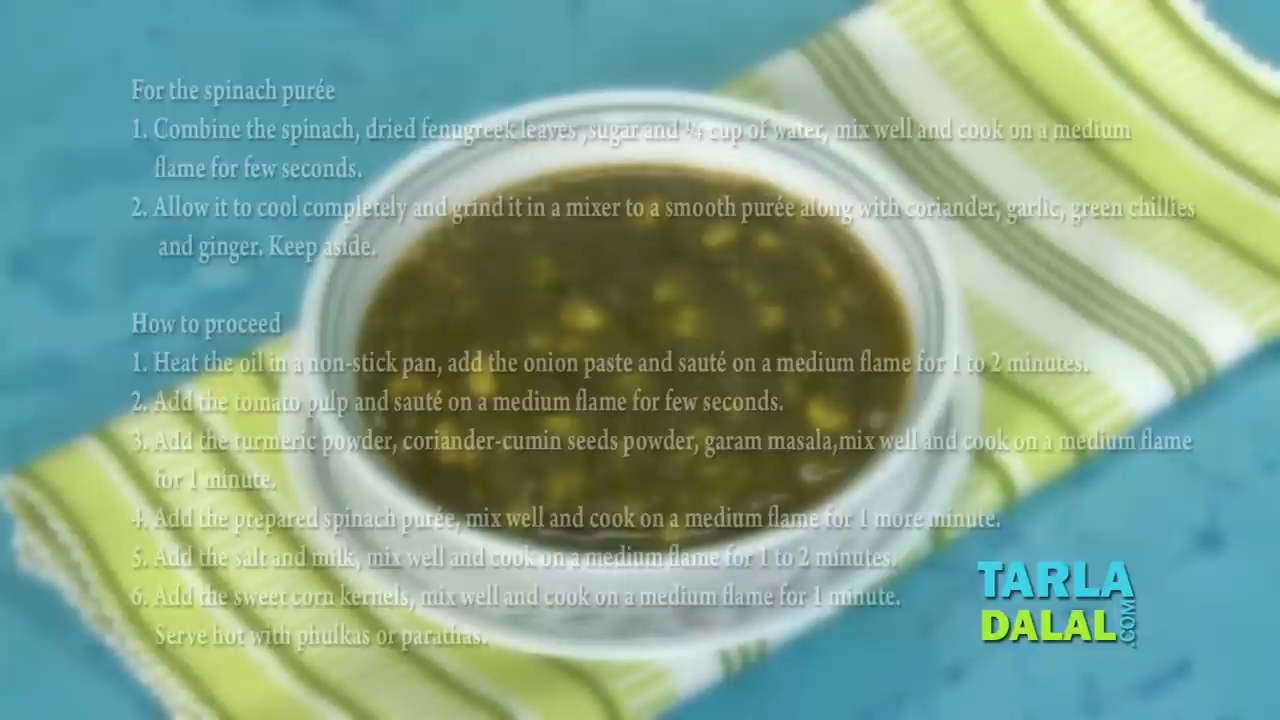 For the spinach purée
1. Combine the spinach, dried fenugreek leaves ,sugar and ¼ cup of water, mix well and cook on a medium
flame for few seconds.
2. Allow it to cool completely and grind it in a mixer to a smooth purée along with coriander, garlic, green chillies
and ginger. Keep aside.
How to proceed
1. Heat the oil in a non-stick pan, add the onion paste and sauté on a medium flame for 1 to 2 minutes.
2. Add the tomato pulp and sauté on a medium flame for few seconds.
3. Add the turmeric powder, coriander-cumin seeds powder, garam masala,mix well and cook on a medium flame
for 1 minute.
4. Add the prepared spinach purée, mix well and cook on a medium flame for 1 more minute.
5. Add the salt and milk, mix well and cook on a medium flame for 1 to 2 minutes.
6. Add the sweet corn kernels, mix well and cook on a medium flame for 1 minute.
Serve hot with phulkas or parathas.
TARLA
DALAL
.COM